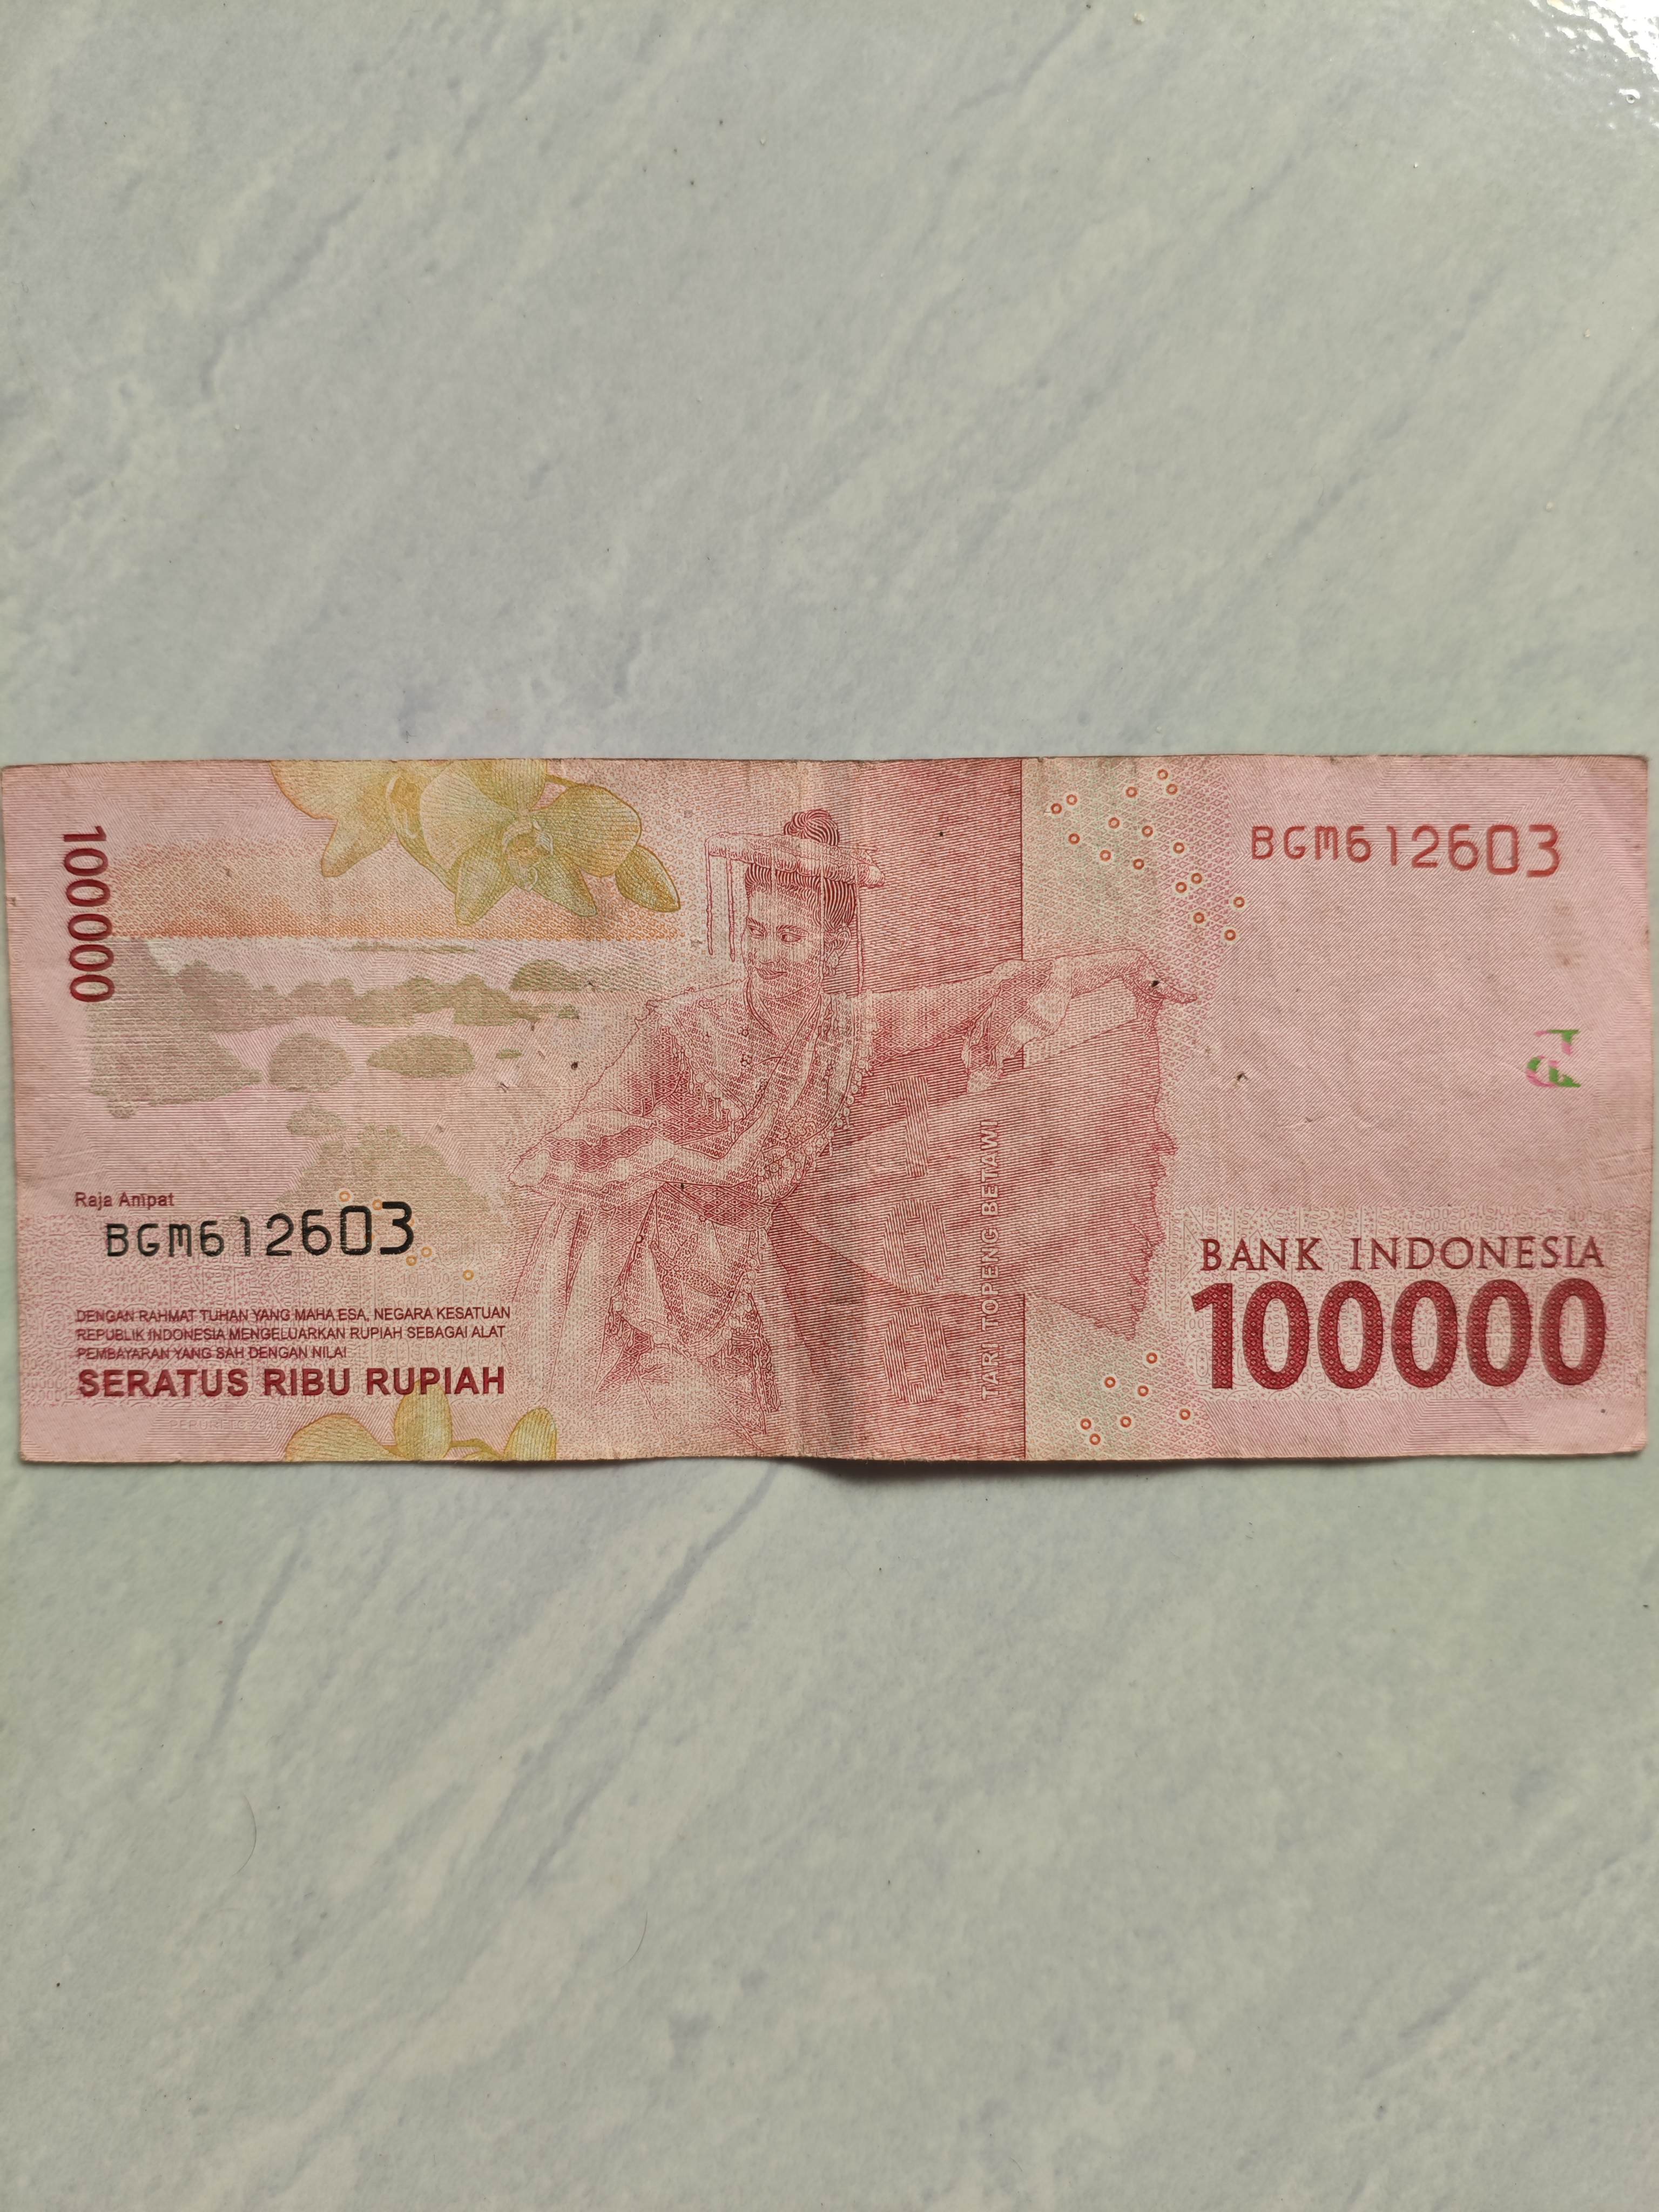 100000
BGM612603
Raja Ampat
BGM612603
DENGAN RAHMAT TUHAN YANG MAHA ESA, NEGARA KESATUAN
REPUBLIK INDONESIA MENGELUARKAN RUPIAH SEBAGAI ALAT
PEMBAYARAN YANG SAH DENGAN NILAI
SERATUS RIBU RUPIAH
TARI TOPENG BETAWI
BANK INDONESIA
100000